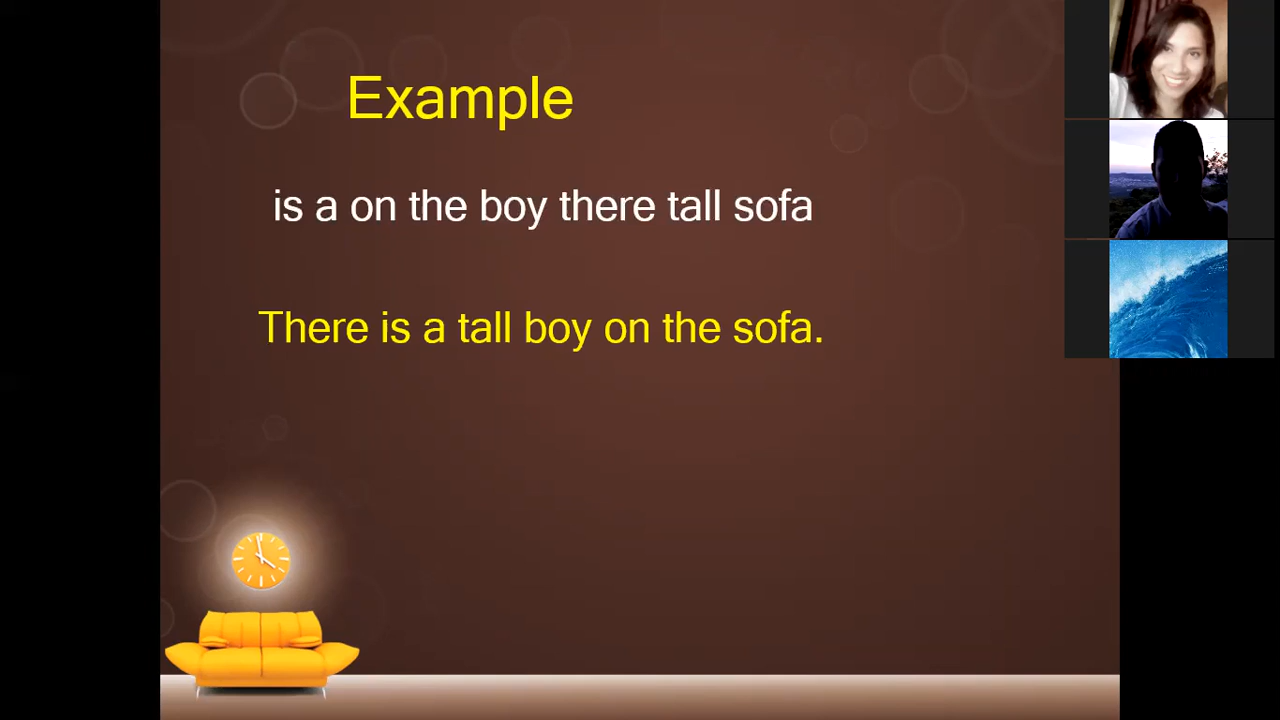 Example
is a on the boy there tall sofa
There is a tall boy on the sofa.